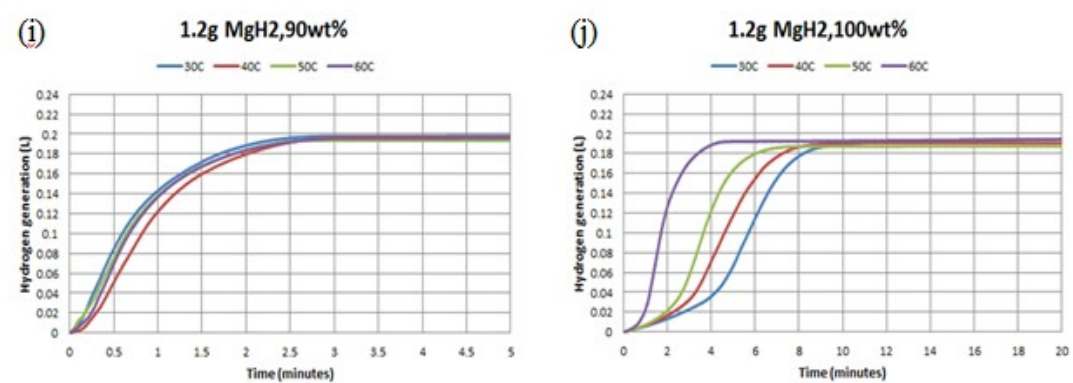 (i)
1.2g MgH2,90wt%
30C 40C 50C 60C
Hydrogen generation (L)
0.24
0.22
0.2
0.18
0.16
0.14
0.12
0.1
0.08
0.06
0.04
0.02
0
0 0.5 1 1.5 2 2.5 3 3.5 4 4.5 5
Time (minutes)
(j)
1.2g MgH2,100wt%
30C 40C 50C 60C
Hydrogen generation (L)
0.24
0.22
0.2
0.18
0.16
0.14
0.12
0.1
0.08
0.06
0.04
0.02
0
0 2 4 6 8 10 12 14 16 18 20
Time (minutes)